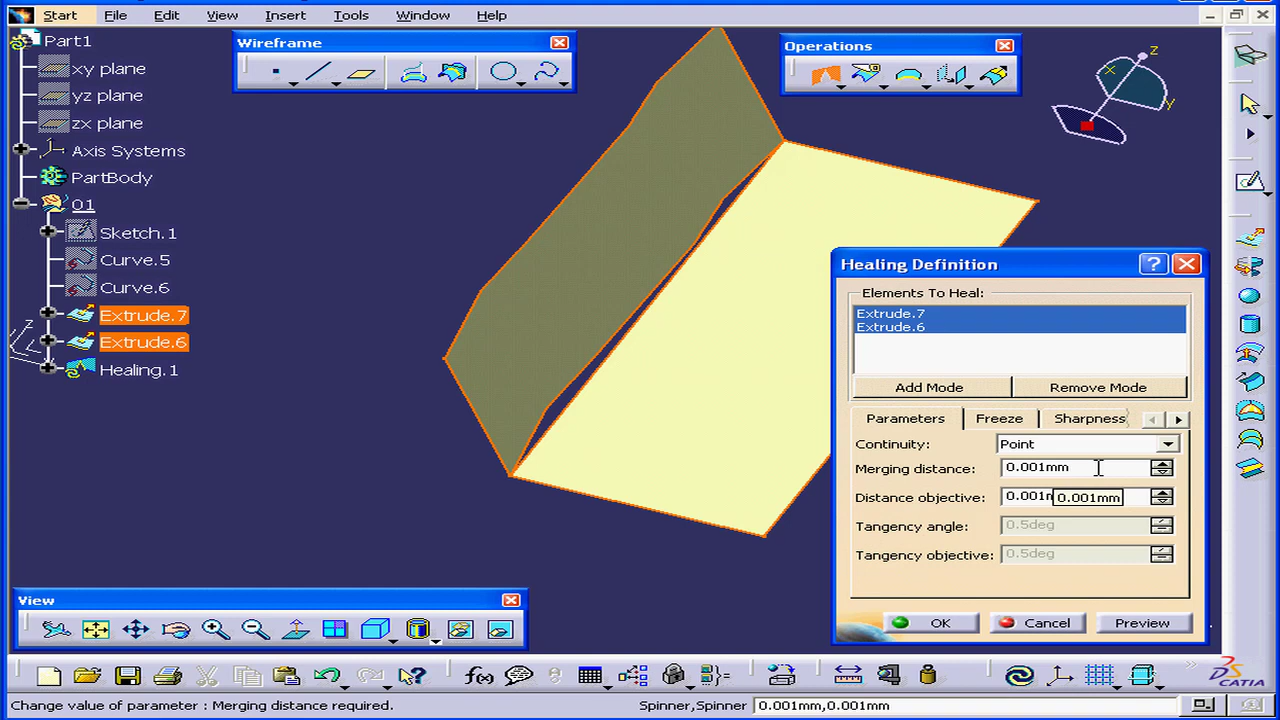 Start File Edit View Insert Tools Window Help
Part1
xy plane
yz plane
zx plane
Axis Systems
PartBody
01
Sketch.1
Curve.5
Curve.6
Extrude.7
Extrude.6
Healing.1
Wireframe
Operations
z
x
y
z
Healing Definition
Elements To Heal:
Extrude.7
Extrude.6
Add Mode Remove Mode
Parameters Freeze Sharpness
Continuity: Point
Merging distance: 0.001mm
Distance objective: 0.001m 0.001mm
Tangency angle: 0.5deg
Tangency objective: 0.5deg
OK Cancel Preview
View
f(x)
CATIA
Change value of parameter : Merging distance required. Spinner,Spinner 0.001mm,0.001mm